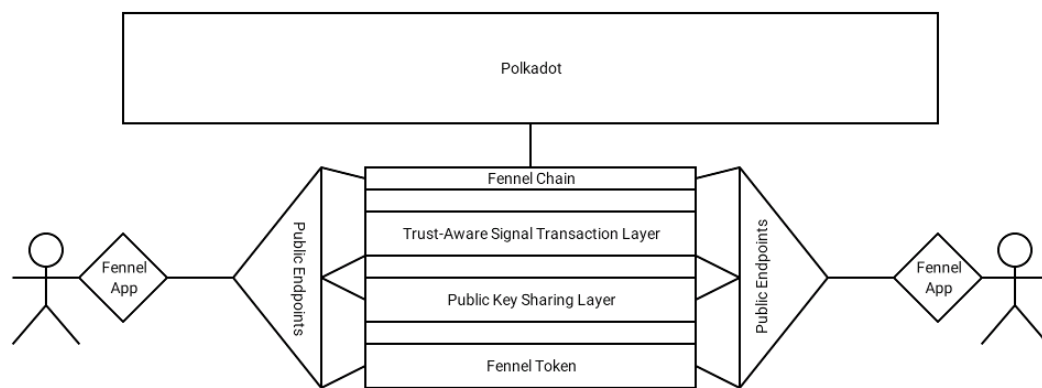 Polkadot
Fennel Chain
Public Endpoints
Trust-Aware Signal Transaction Layer
Public Endpoints
Fennel
App
Fennel
App
Public Key Sharing Layer
Fennel Token